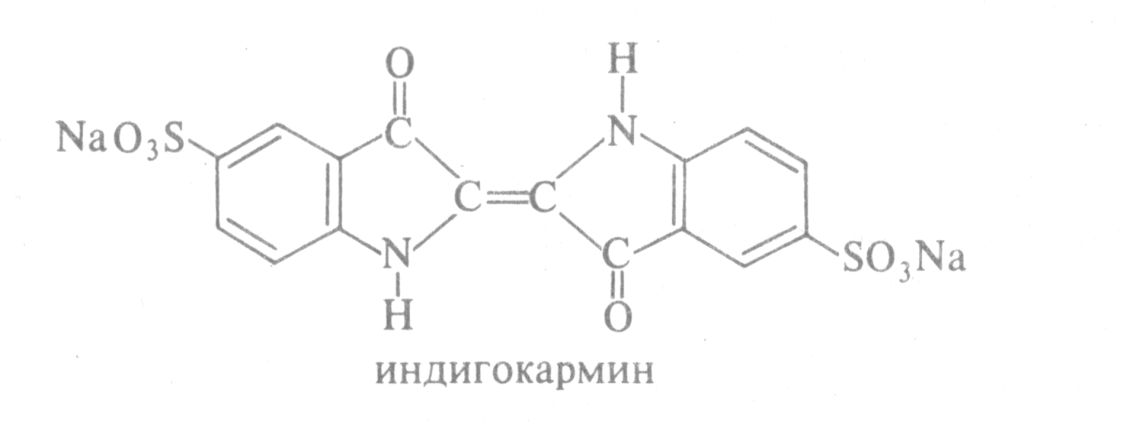 O H
NaO₃S C N
C=C
N C SO₃Na
H O
индигокармин